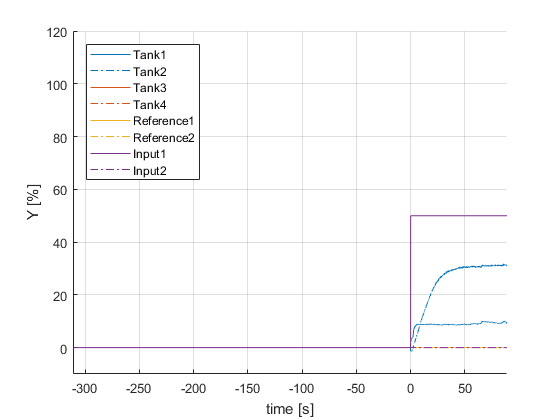 120
100
80
60
40
20
0
Y [%]
Tank1
Tank2
Tank3
Tank4
Reference1
Reference2
Input1
Input2
-300 -250 -200 -150 -100 -50 0 50
time [s]